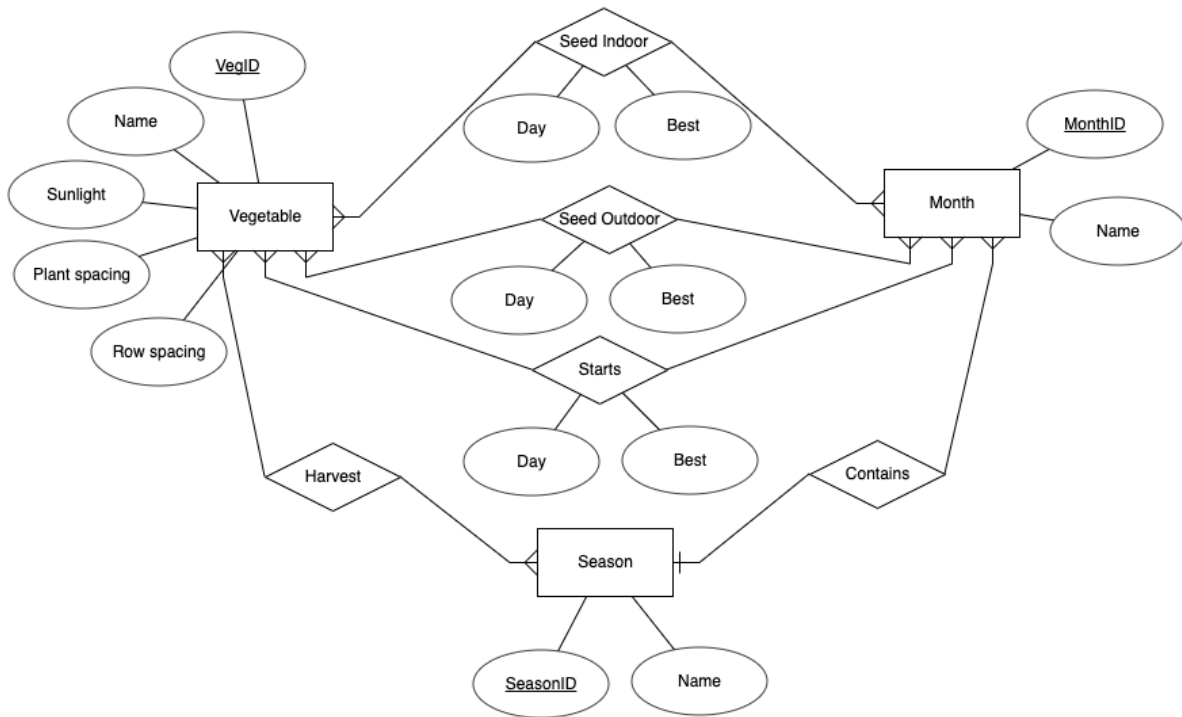 Seed Indoor
VegID
Day
Best
MonthID
Name
Sunlight
Vegetable
Month
Seed Outdoor
Name
Plant spacing
Day
Best
Row spacing
Starts
Day
Best
Harvest
Contains
Season
SeasonID
Name